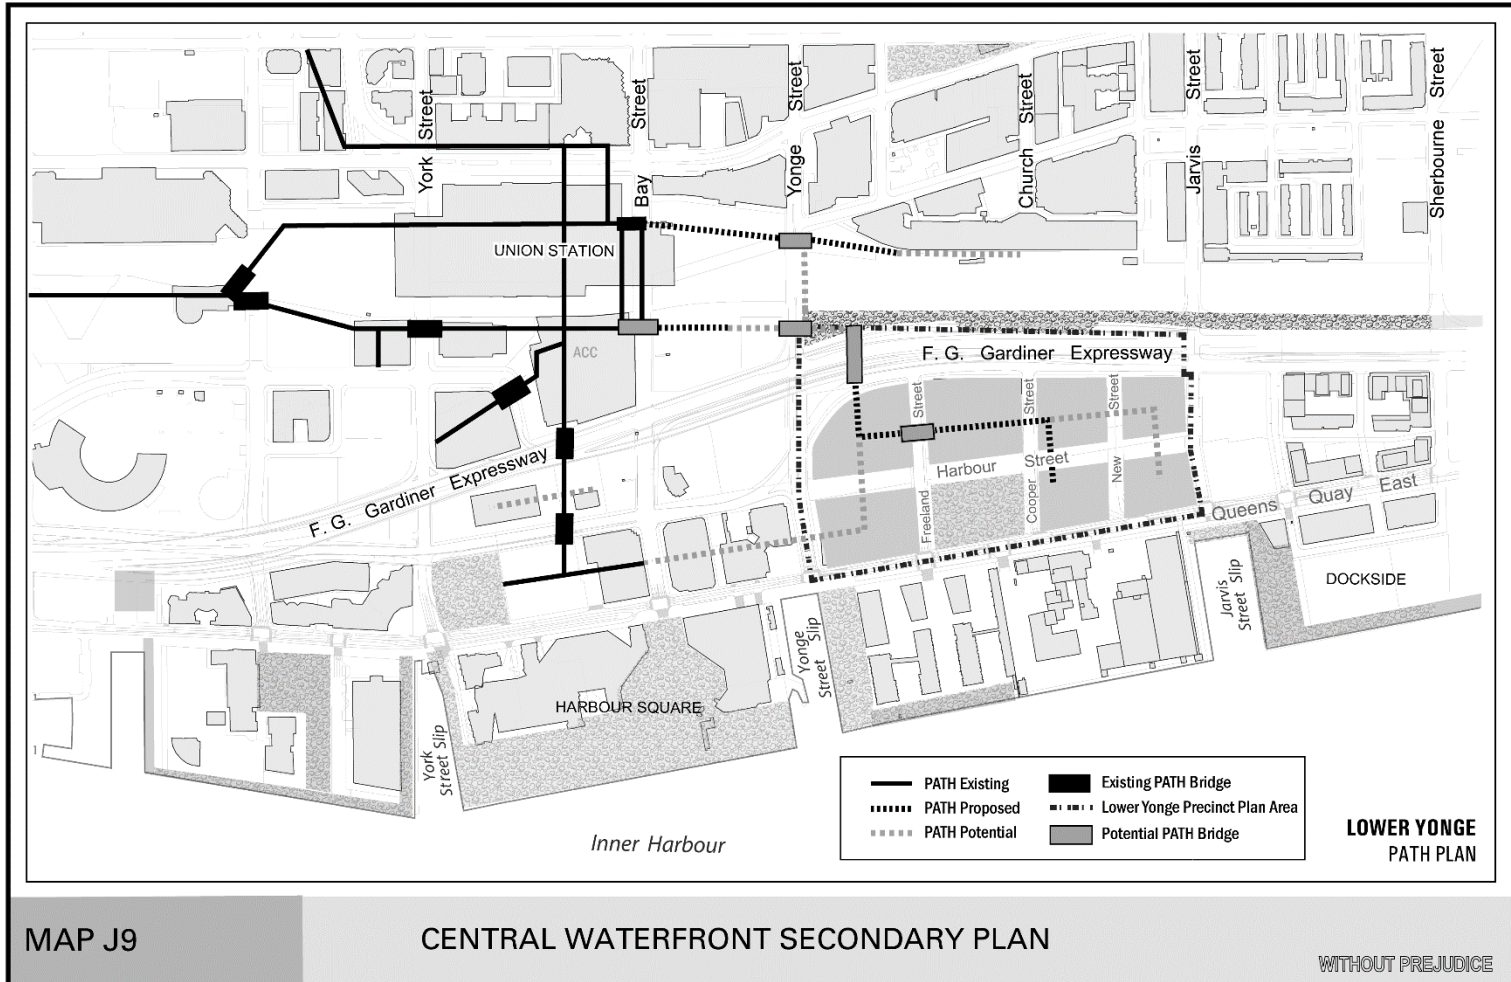 York Street
Bay Street
Yonge Street
Church Street
Jarvis Street
Sherbourne Street
UNION STATION
ACC
F. G. Gardiner Expressway
F. G. Gardiner Expressway
Street
Street
Street
Harbour Street
Freeland
Cooper
New
Queens Quay East
DOCKSIDE
Jarvis
Street Slip
Yonge
Street Slip
HARBOUR SQUARE
York
Street Slip
Inner Harbour
PATH Existing
PATH Proposed
PATH Potential
Existing PATH Bridge
Lower Yonge Precinct Plan Area
Potential PATH Bridge
LOWER YONGE
PATH PLAN
MAP J9
CENTRAL WATERFRONT SECONDARY PLAN
WITHOUT PREJUDICE